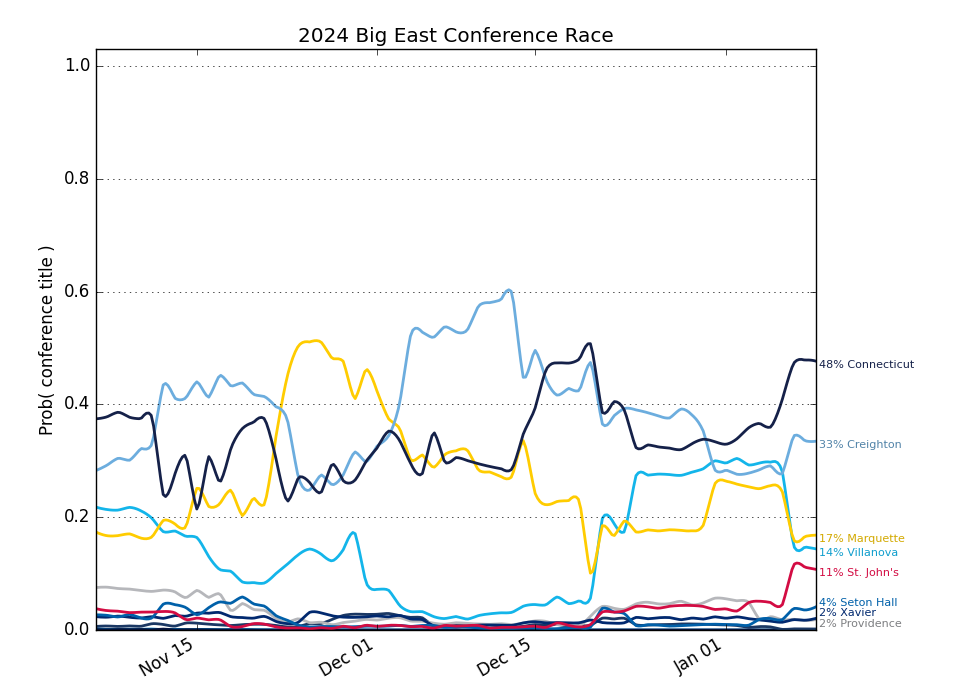 2024 Big East Conference Race
Prob( conference title )
1.0
0.8
0.6
0.4
0.2
0.0
Nov 15
Dec 01
Dec 15
Jan 01
48% Connecticut
33% Creighton
17% Marquette
14% Villanova
11% St. John's
4% Seton Hall
2% Xavier
2% Providence